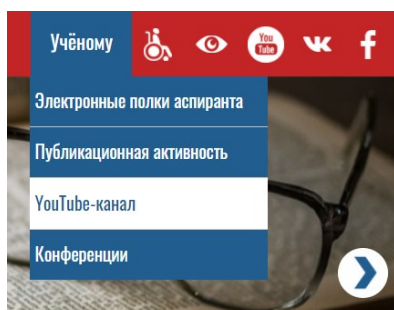 Учёному
You
Tube
Электронные полки аспиранта
Публикационная активность
YouTube-канал
Конференции